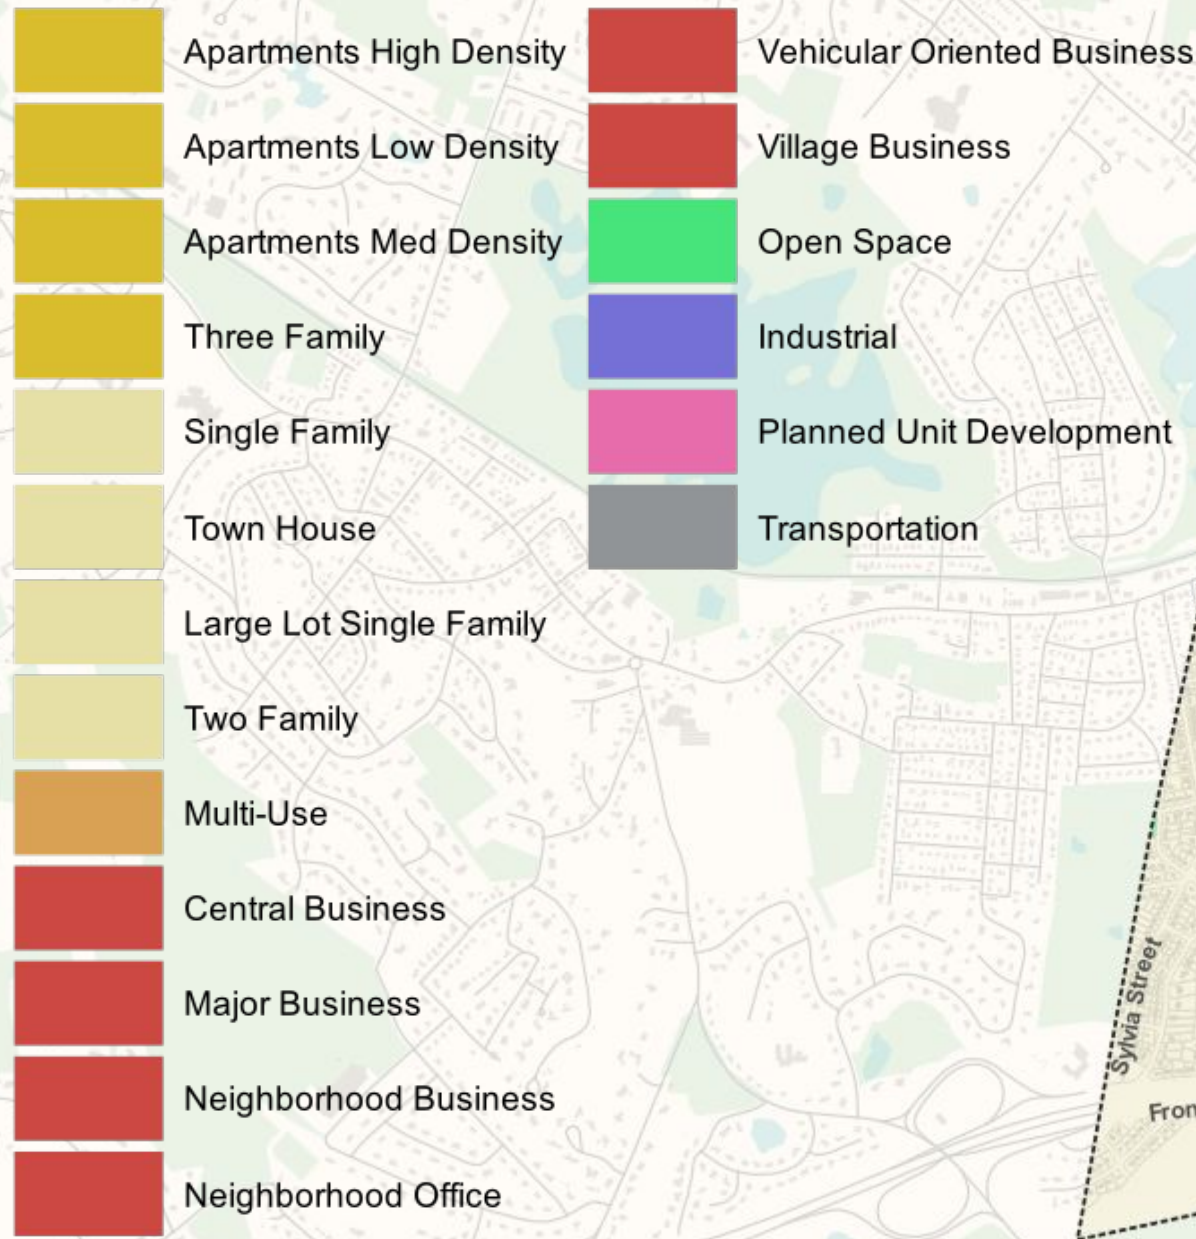 Apartments High Density
Apartments Low Density
Apartments Med Density
Three Family
Single Family
Town House
Large Lot Single Family
Two Family
Multi-Use
Central Business
Major Business
Neighborhood Business
Neighborhood Office
Vehicular Oriented Business
Village Business
Open Space
Industrial
Planned Unit Development
Transportation
Sylvia Street